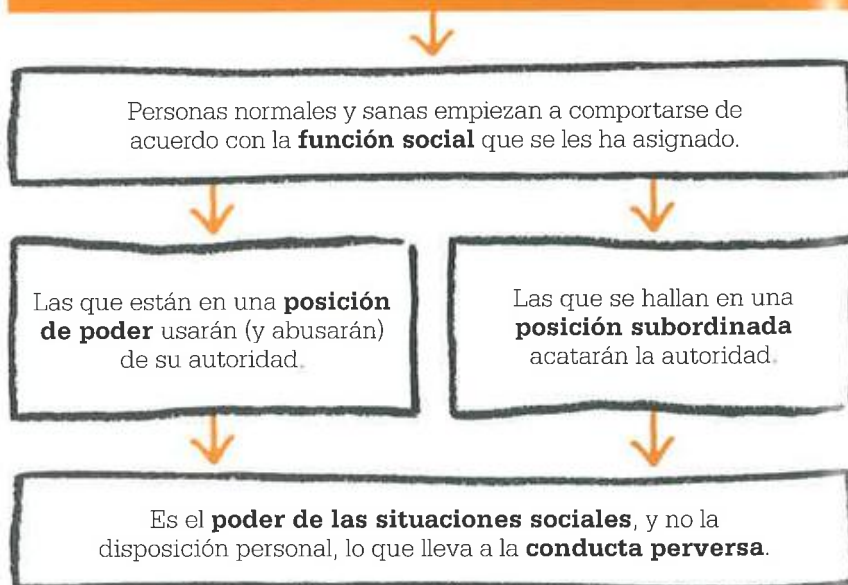 Personas normales y sanas empiezan a comportarse de
acuerdo con la función social que se les ha asignado.
Las que están en una posición
de poder usarán (y abusarán)
de su autoridad.
Las que se hallan en una
posición subordinada
acatarán la autoridad.
Es el poder de las situaciones sociales, y no la
disposición personal, lo que lleva a la conducta perversa.